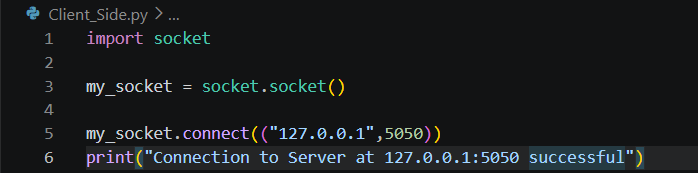 Client_Side.py > ...
1 import socket
2
3 my_socket = socket.socket()
4
5 my_socket.connect(("127.0.0.1",5050))
6 print("Connection to Server at 127.0.0.1:5050 successful")